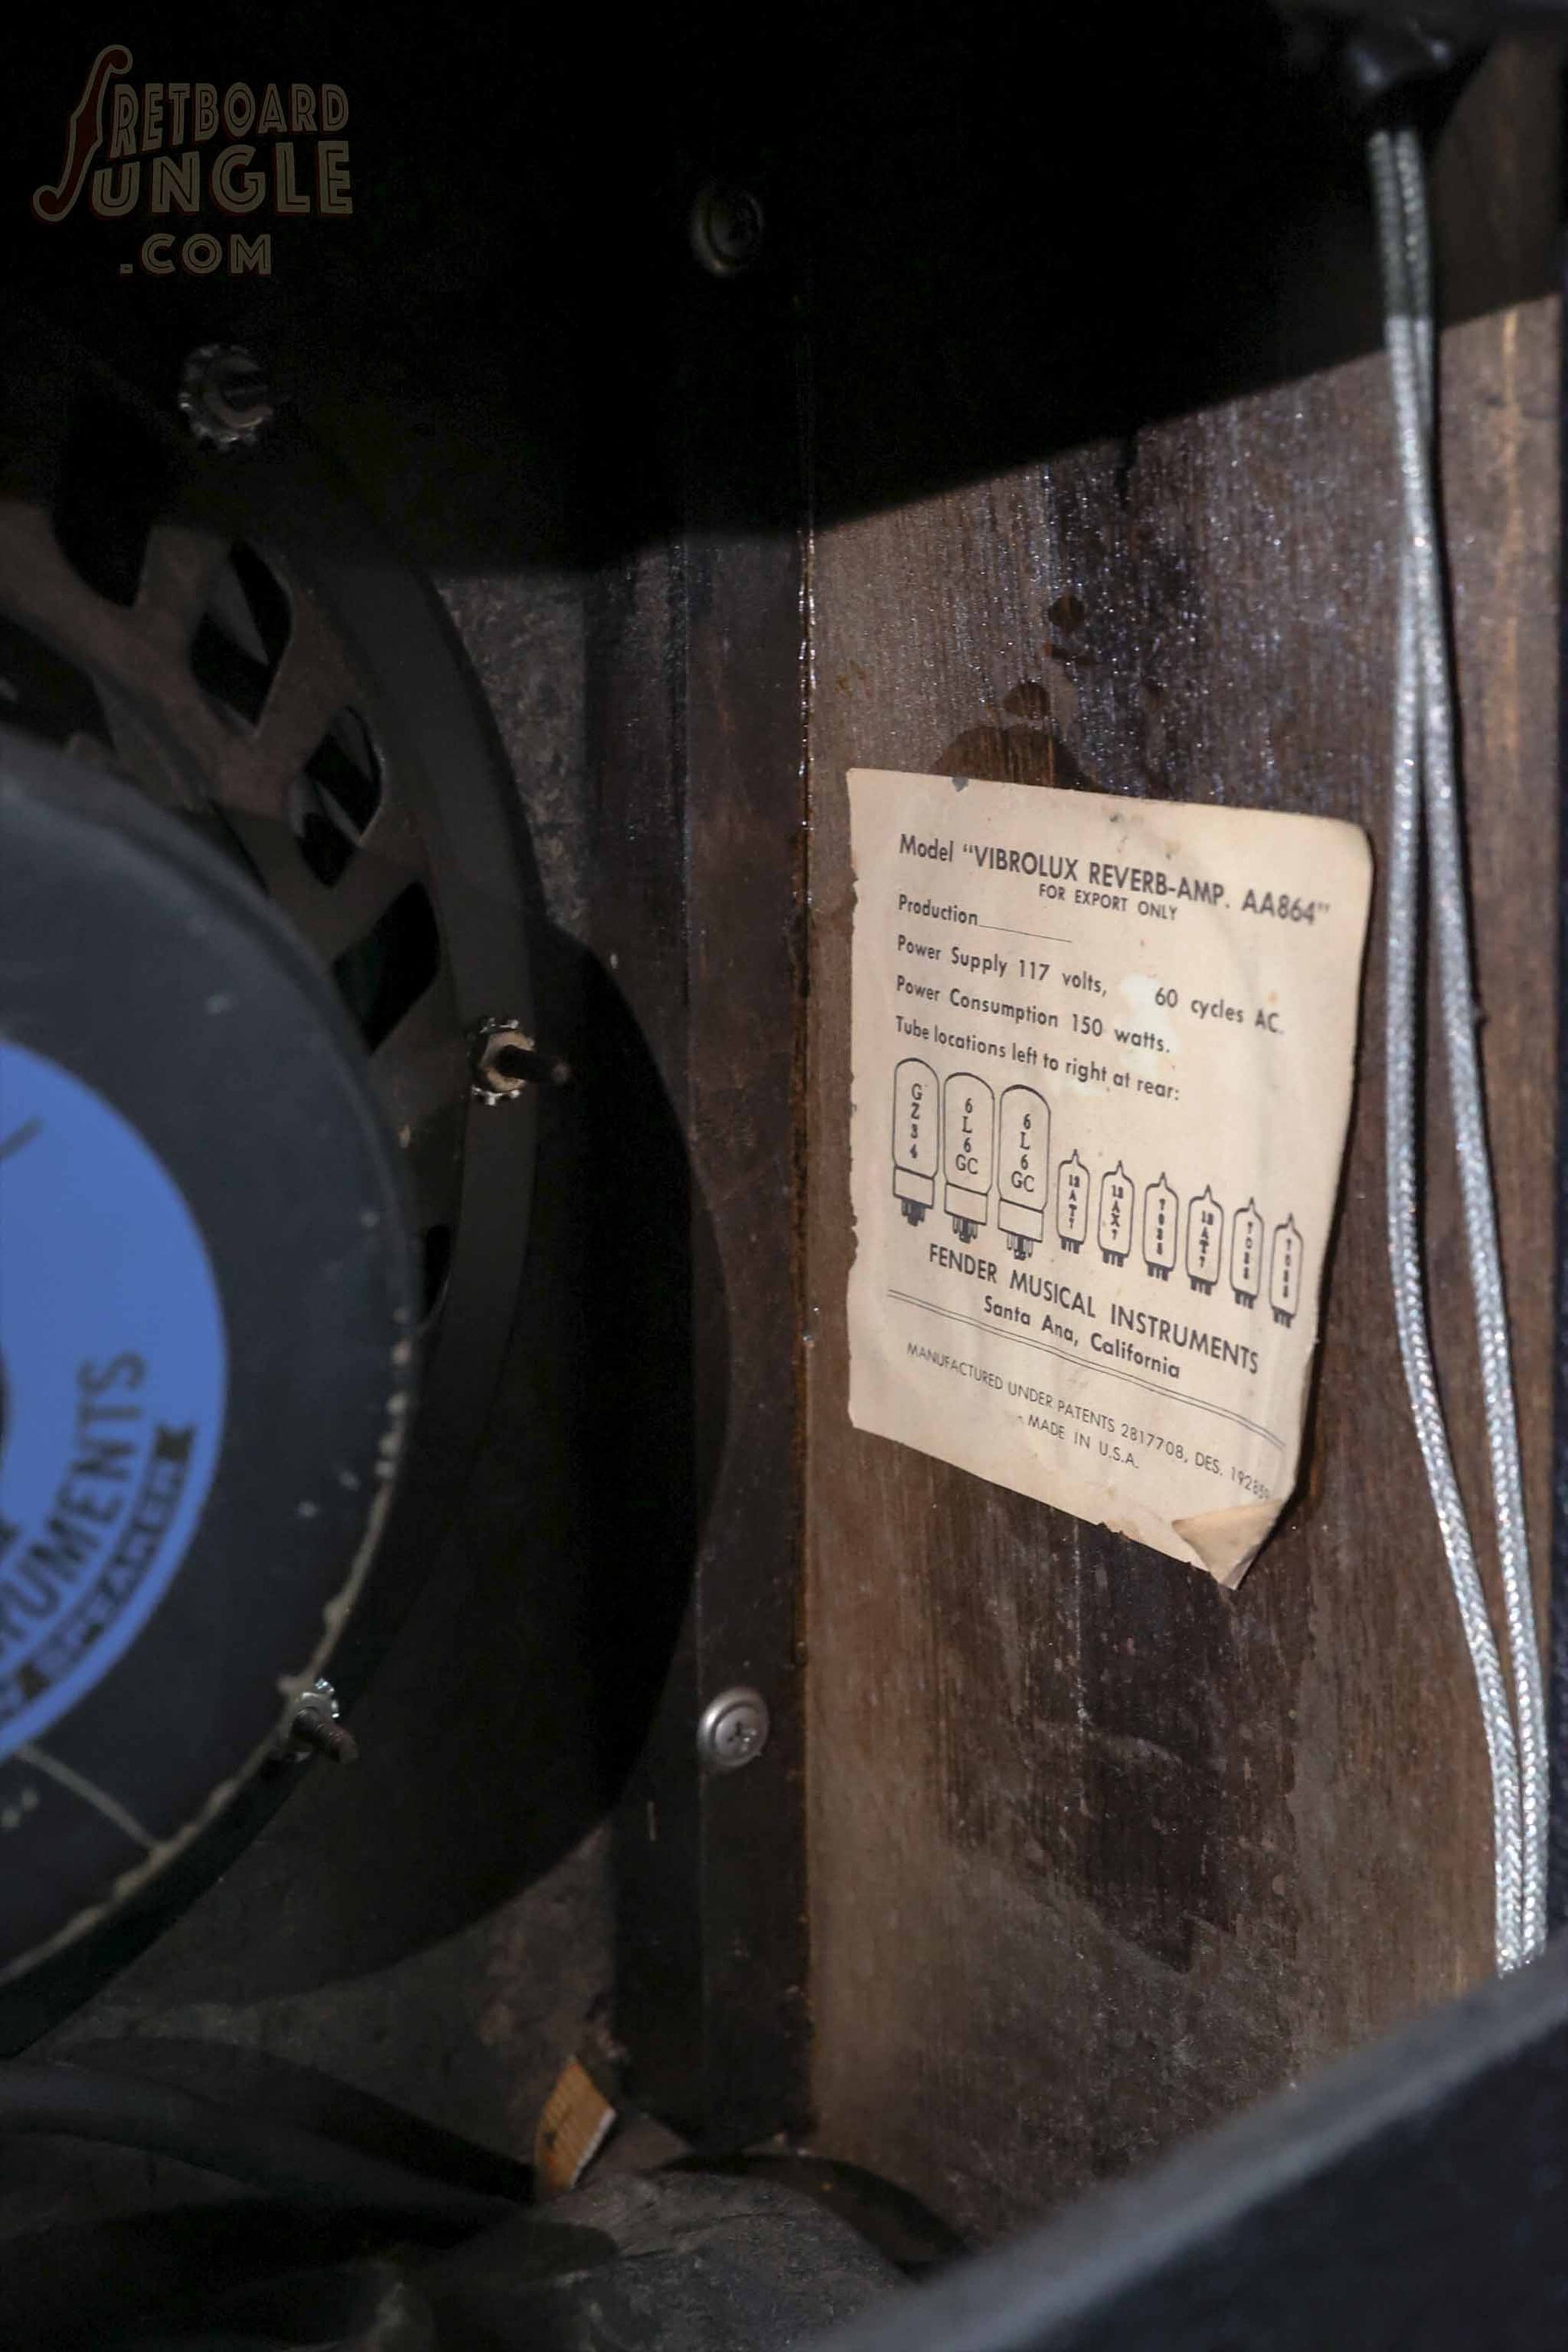 FRETBOARD
JUNGLE
.COM
Model “VIBROLUX REVERB-AMP. AA864”
FOR EXPORT ONLY
Production
Power Supply 117 volts, 60 cycles AC.
Power Consumption 150 watts.
Tube locations left to right at rear:
GZ34 6L6GC 6L6GC 12AT7 12AX7 7025 12AT7 7025 7025
FENDER MUSICAL INSTRUMENTS
Santa Ana, California
MANUFACTURED UNDER PATENTS 2817708, DES. 192859
MADE IN U.S.A.